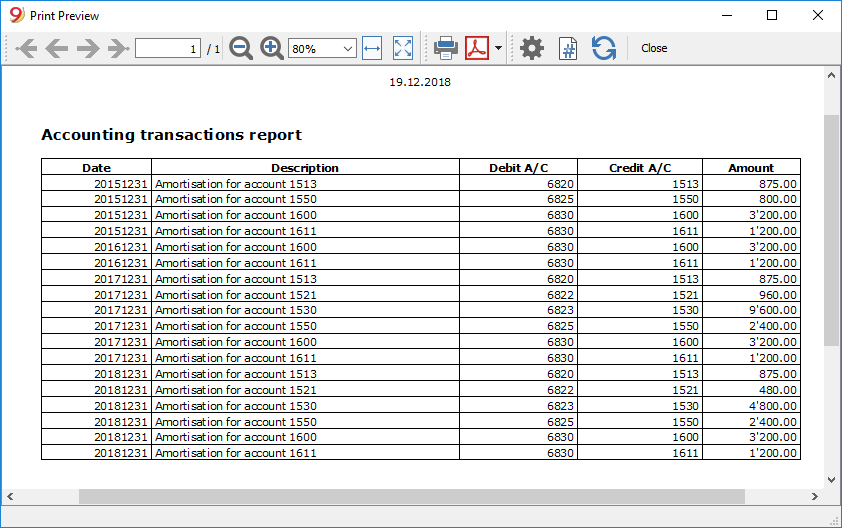 Print Preview
1 / 1 80% Close
19.12.2018
Accounting transactions report
Date Description Debit A/C Credit A/C Amount
20151231 Amortisation for account 1513 6820 1513 875.00
20151231 Amortisation for account 1550 6825 1550 800.00
20151231 Amortisation for account 1600 6830 1600 3'200.00
20151231 Amortisation for account 1611 6830 1611 1'200.00
20161231 Amortisation for account 1600 6830 1600 3'200.00
20161231 Amortisation for account 1611 6830 1611 1'200.00
20171231 Amortisation for account 1513 6820 1513 875.00
20171231 Amortisation for account 1521 6822 1521 960.00
20171231 Amortisation for account 1530 6823 1530 9'600.00
20171231 Amortisation for account 1550 6825 1550 2'400.00
20171231 Amortisation for account 1600 6830 1600 3'200.00
20171231 Amortisation for account 1611 6830 1611 1'200.00
20181231 Amortisation for account 1513 6820 1513 875.00
20181231 Amortisation for account 1521 6822 1521 480.00
20181231 Amortisation for account 1530 6823 1530 4'800.00
20181231 Amortisation for account 1550 6825 1550 2'400.00
20181231 Amortisation for account 1600 6830 1600 3'200.00
20181231 Amortisation for account 1611 6830 1611 1'200.00